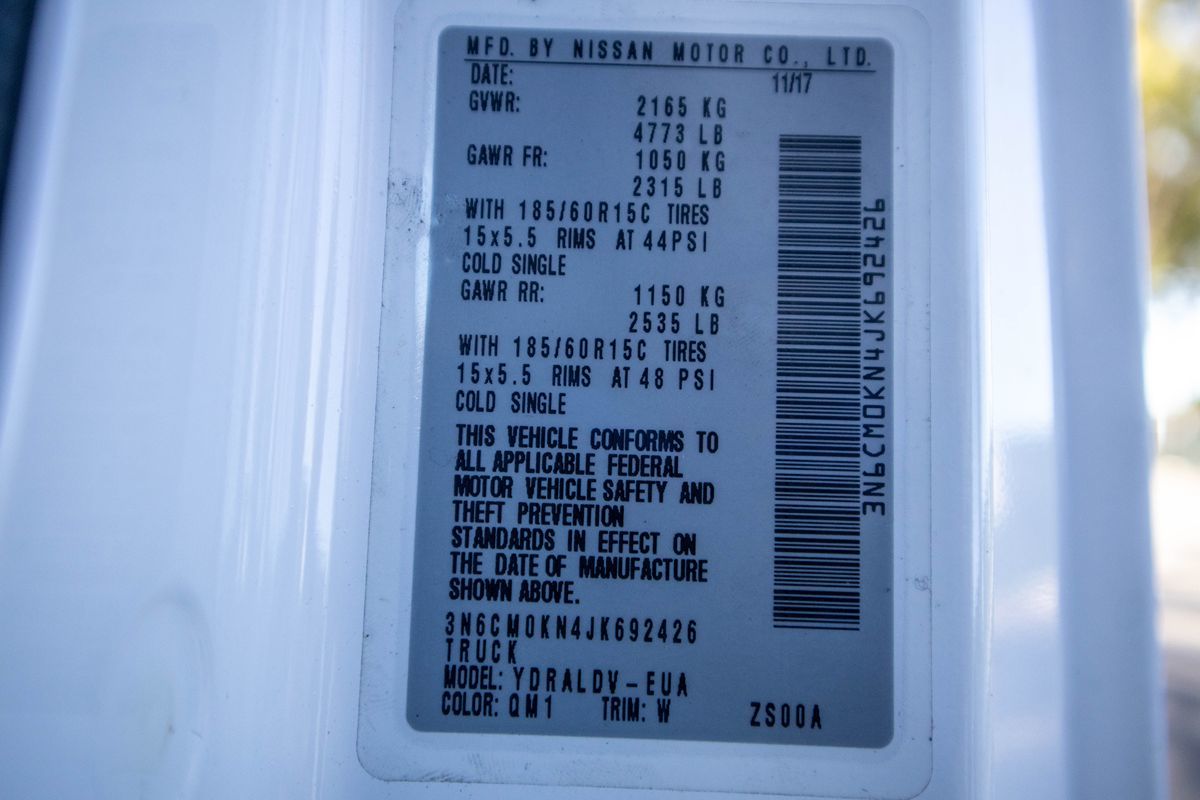 MFD. BY NISSAN MOTOR CO., LTD.
DATE: 11/17
GVWR: 2165 KG
4773 LB
GAWR FR: 1050 KG
2315 LB
WITH 185/60R15C TIRES
15x5.5 RIMS AT 44PSI
COLD SINGLE
GAWR RR: 1150 KG
2535 LB
WITH 185/60R15C TIRES
15x5.5 RIMS AT 48 PSI
COLD SINGLE
THIS VEHICLE CONFORMS TO
ALL APPLICABLE FEDERAL
MOTOR VEHICLE SAFETY AND
THEFT PREVENTION
STANDARDS IN EFFECT ON
THE DATE OF MANUFACTURE
SHOWN ABOVE.
3N6CM0KN4JK692426
TRUCK
MODEL: YDRALDV-EUA
COLOR: QM1 TRIM: W ZS00A
3N6CM0KN4JK692426